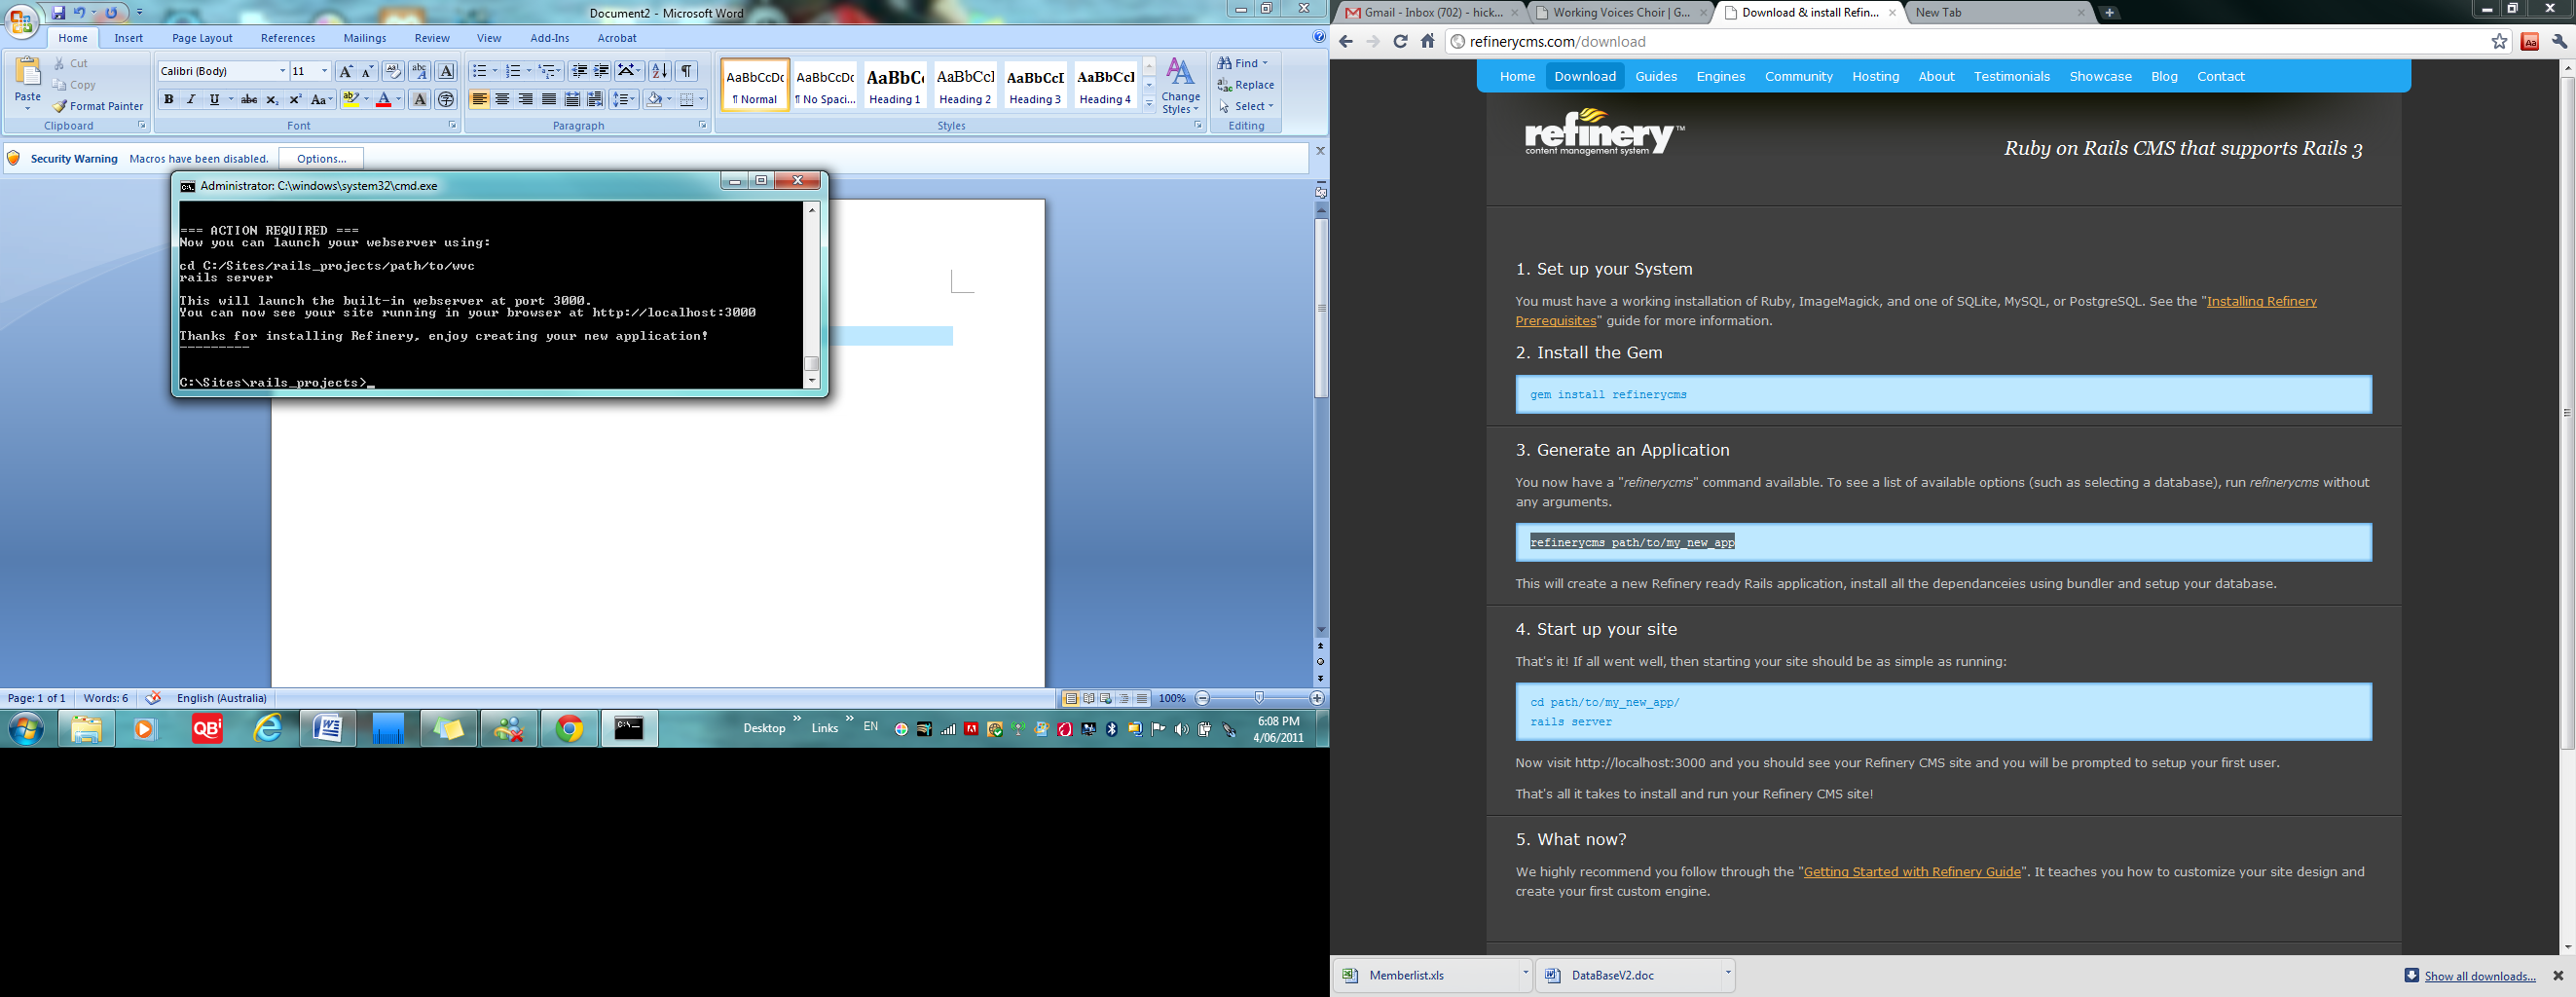 Document2 - Microsoft Word
Home Insert Page Layout References Mailings Review View Add-Ins Acrobat
Paste
Cut
Copy
Format Painter
Clipboard
Calibri (Body) 11
Font
Paragraph
AaBbCcDc AaBbCcDc AaBbC AaBbCcl AaBbCcD AaBbCcl
¶ Normal ¶ No Spaci... Heading 1 Heading 2 Heading 3 Heading 4
Change Styles
Styles
Find
Replace
Select
Editing
Security Warning Macros have been disabled. Options...
Administrator: C:\windows\system32\cmd.exe
=== ACTION REQUIRED ===
Now you can launch your webserver using:
cd C:/Sites/rails_projects/path/to/wvc
rails server
This will launch the built-in webserver at port 3000.
You can now see your site running in your browser at http://localhost:3000
Thanks for installing Refinery, enjoy creating your new application!
---------
C:\Sites\rails_projects>_
Page: 1 of 1 Words: 6 English (Australia) 100%
Desktop Links EN
6:08 PM
4/06/2011
Gmail - Inbox (702) - hick... Working Voices Choir | G... Download & install Refin... New Tab
refinerycms.com/download
Home Download Guides Engines Community Hosting About Testimonials Showcase Blog Contact
refinery™
content management system
Ruby on Rails CMS that supports Rails 3
1. Set up your System
You must have a working installation of Ruby, ImageMagick, and one of SQLite, MySQL, or PostgreSQL. See the "Installing Refinery
Prerequisites" guide for more information.
2. Install the Gem
gem install refinerycms
3. Generate an Application
You now have a "refinerycms" command available. To see a list of available options (such as selecting a database), run refinerycms without
any arguments.
refinerycms path/to/my_new_app
This will create a new Refinery ready Rails application, install all the dependanceies using bundler and setup your database.
4. Start up your site
That's it! If all went well, then starting your site should be as simple as running:
cd path/to/my_new_app/
rails server
Now visit http://localhost:3000 and you should see your Refinery CMS site and you will be prompted to setup your first user.
That's all it takes to install and run your Refinery CMS site!
5. What now?
We highly recommend you follow through the "Getting Started with Refinery Guide". It teaches you how to customize your site design and
create your first custom engine.
Memberlist.xls DataBaseV2.doc Show all downloads...